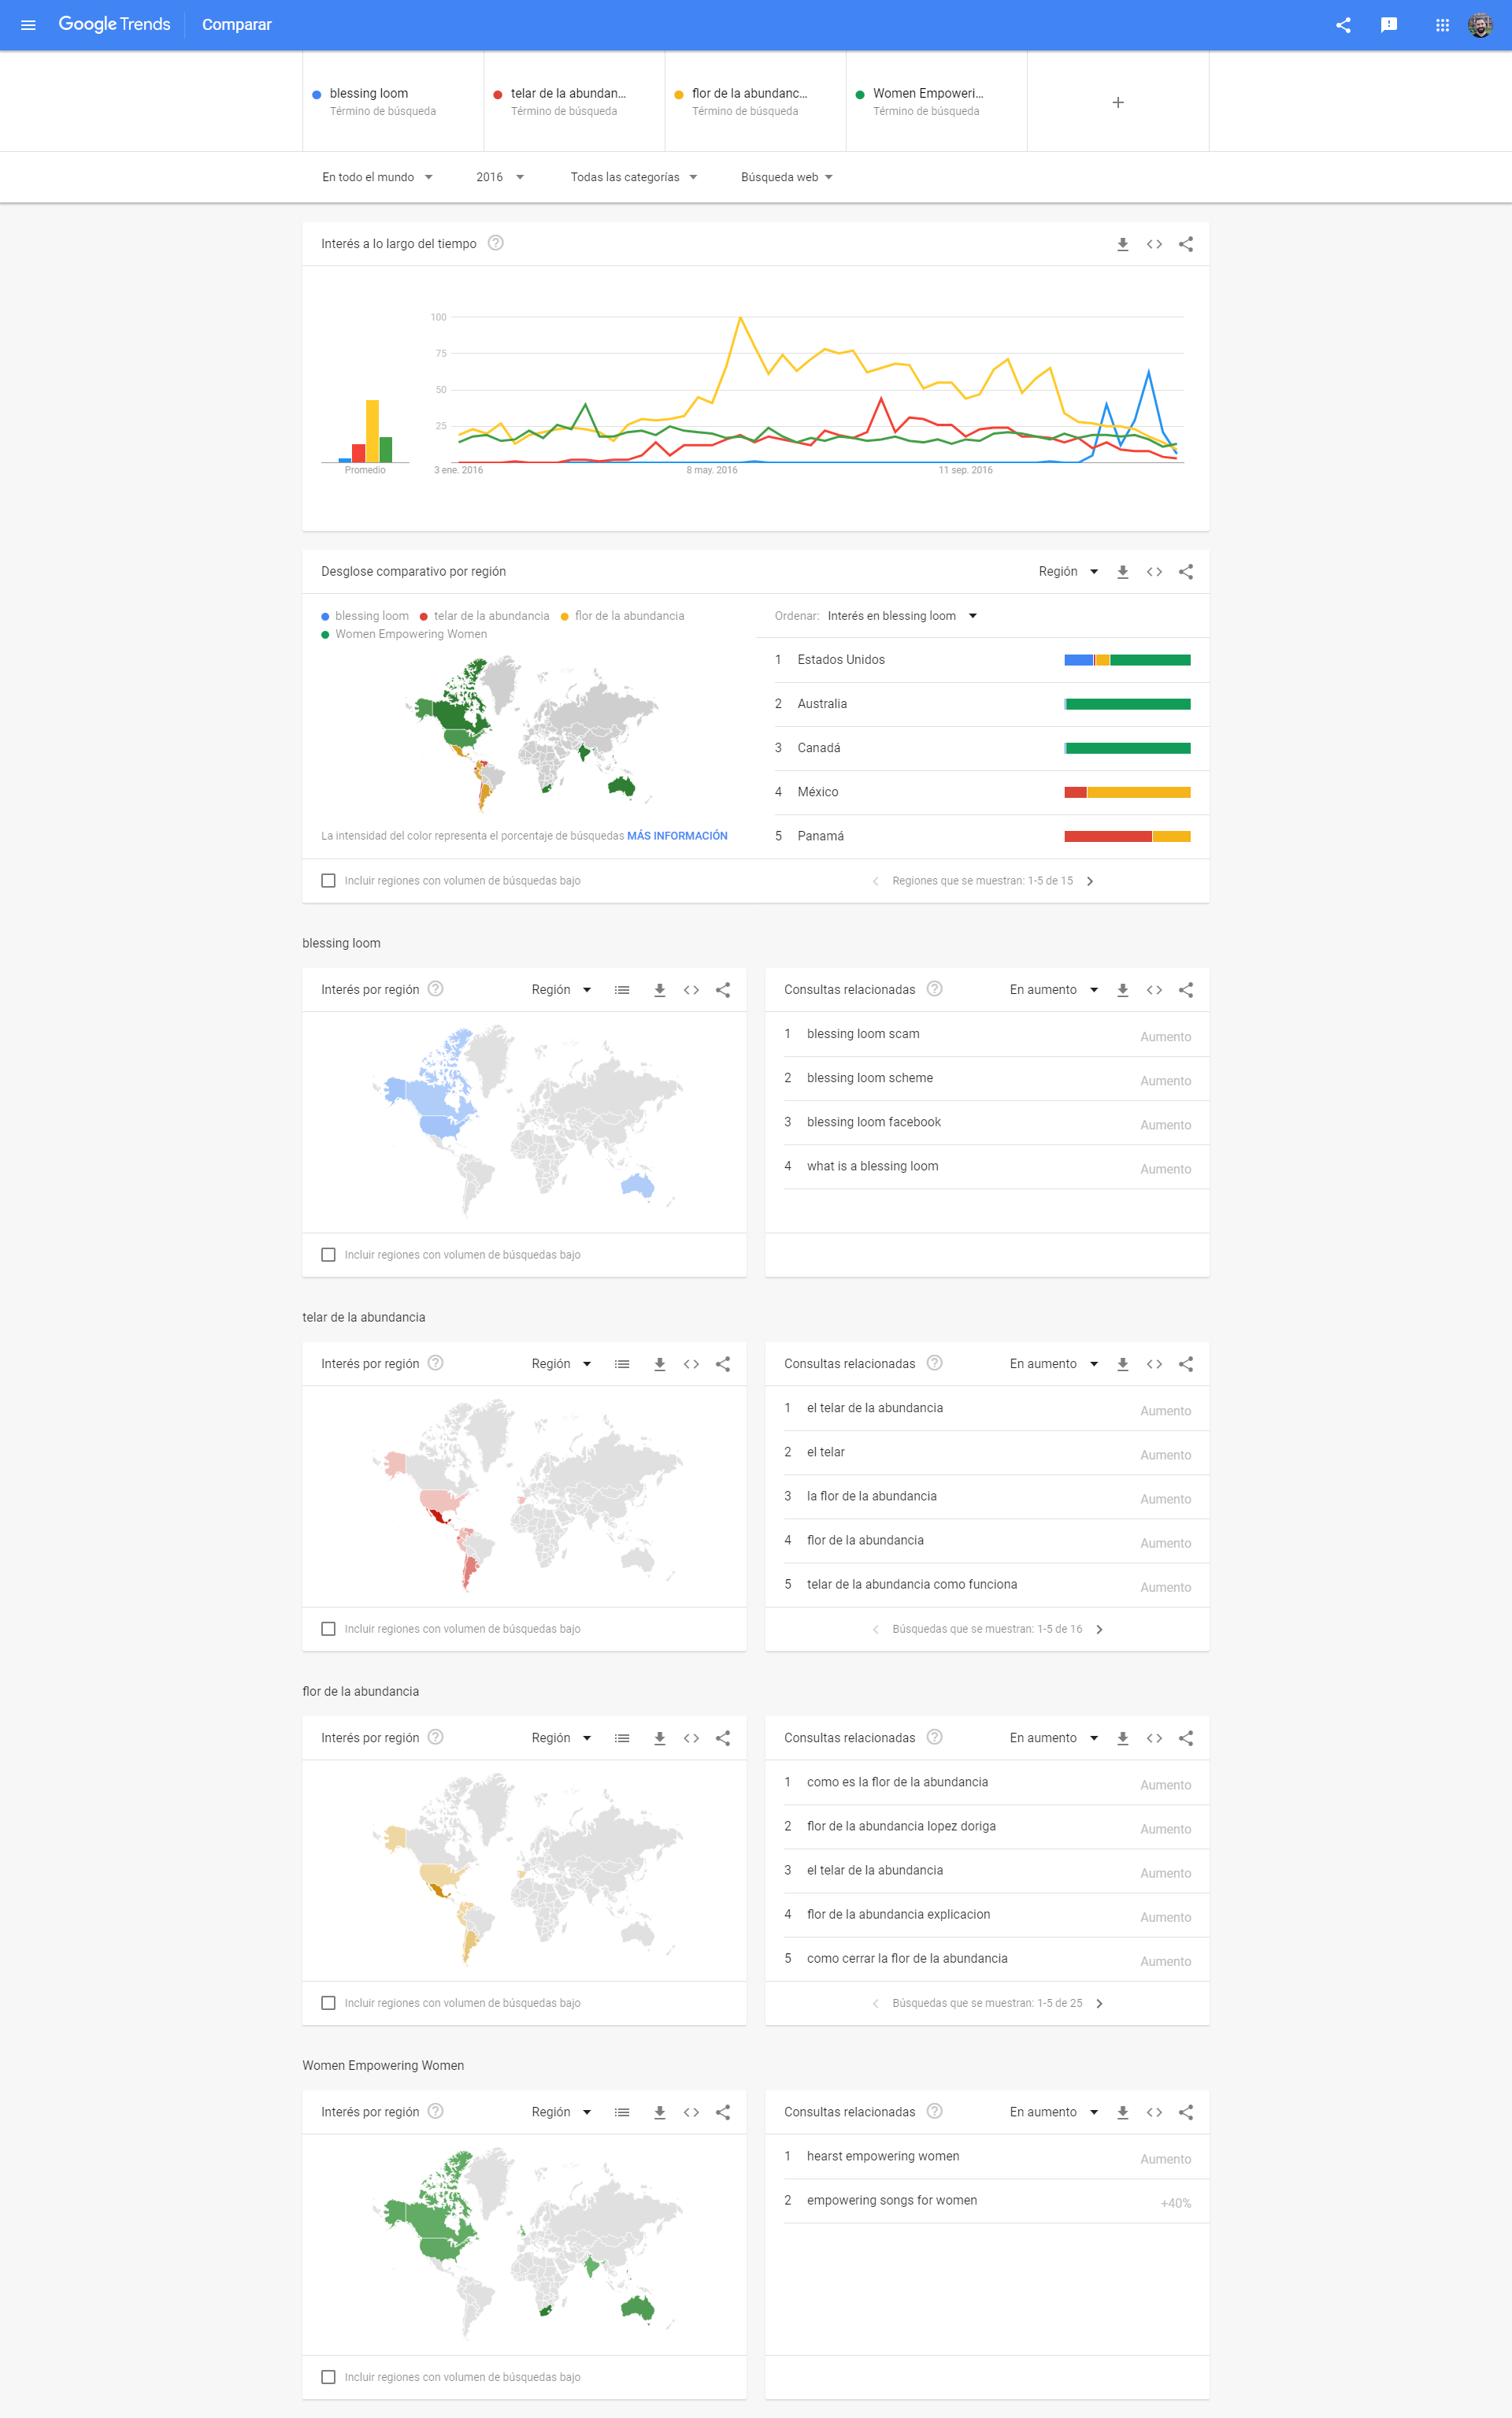 Google Trends Comparar
blessing loom
Término de búsqueda
telar de la abundan...
Término de búsqueda
flor de la abundanc...
Término de búsqueda
Women Empoweri...
Término de búsqueda
En todo el mundo 2016 Todas las categorías Búsqueda web
Interés a lo largo del tiempo
100
75
50
25
Promedio
3 ene. 2016 8 may. 2016 11 sep. 2016
Desglose comparativo por región Región
blessing loom telar de la abundancia flor de la abundancia
Women Empowering Women
La intensidad del color representa el porcentaje de búsquedas MÁS INFORMACIÓN
Ordenar: Interés en blessing loom
1 Estados Unidos
2 Australia
3 Canadá
4 México
5 Panamá
Incluir regiones con volumen de búsquedas bajo
Regiones que se muestran: 1-5 de 15
blessing loom
Interés por región Región
Incluir regiones con volumen de búsquedas bajo
Consultas relacionadas En aumento
1 blessing loom scam Aumento
2 blessing loom scheme Aumento
3 blessing loom facebook Aumento
4 what is a blessing loom Aumento
telar de la abundancia
Interés por región Región
Incluir regiones con volumen de búsquedas bajo
Consultas relacionadas En aumento
1 el telar de la abundancia Aumento
2 el telar Aumento
3 la flor de la abundancia Aumento
4 flor de la abundancia Aumento
5 telar de la abundancia como funciona Aumento
Búsquedas que se muestran: 1-5 de 16
flor de la abundancia
Interés por región Región
Incluir regiones con volumen de búsquedas bajo
Consultas relacionadas En aumento
1 como es la flor de la abundancia Aumento
2 flor de la abundancia lopez doriga Aumento
3 el telar de la abundancia Aumento
4 flor de la abundancia explicacion Aumento
5 como cerrar la flor de la abundancia Aumento
Búsquedas que se muestran: 1-5 de 25
Women Empowering Women
Interés por región Región
Incluir regiones con volumen de búsquedas bajo
Consultas relacionadas En aumento
1 hearst empowering women Aumento
2 empowering songs for women +40%